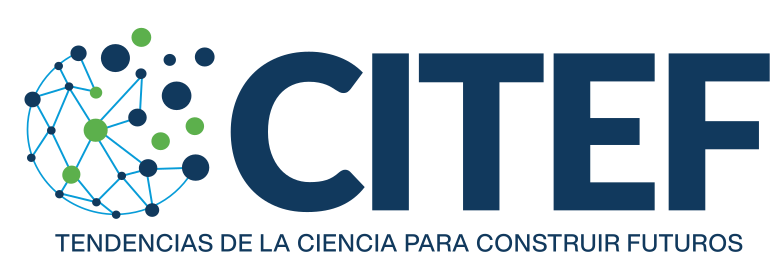 CITEF
TENDENCIAS DE LA CIENCIA PARA CONSTRUIR FUTUROS